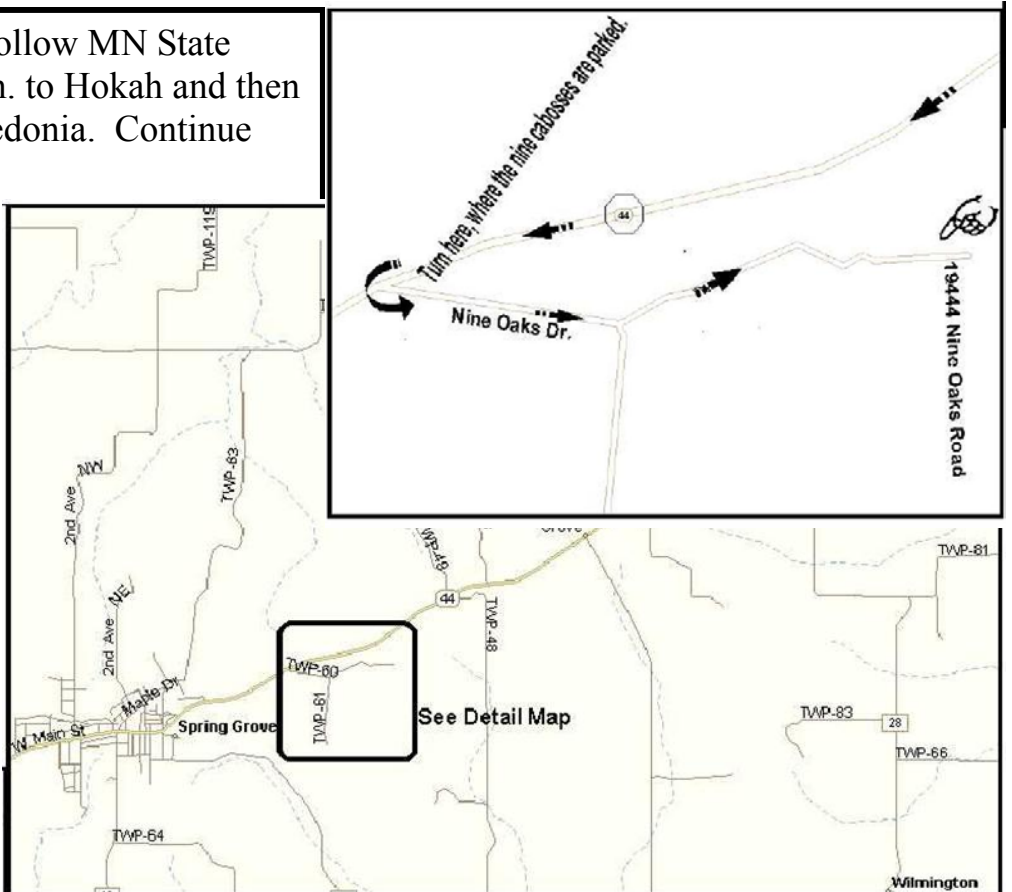 ollow MN State
n. to Hokah and then
edonia. Continue
Turn here, where the nine cabosses are parked.
44
Nine Oaks Dr.
19444 Nine Oaks Road
TWP-119
TWP-63
2nd Ave NW
2nd Ave NE
Maple Dr
W Main St
Spring Grove
TWP-60
TWP-61
See Detail Map
44
TWP-48
TWP-81
TWP-83
28
TWP-66
TWP-64
Wilmington